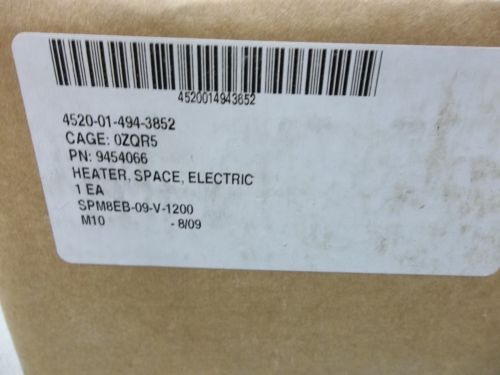 4520014943852
4520-01-494-3852
CAGE: 0ZQR5
PN: 9454066
HEATER, SPACE, ELECTRIC
1 EA
SPM8EB-09-V-1200
M10 - 8/09